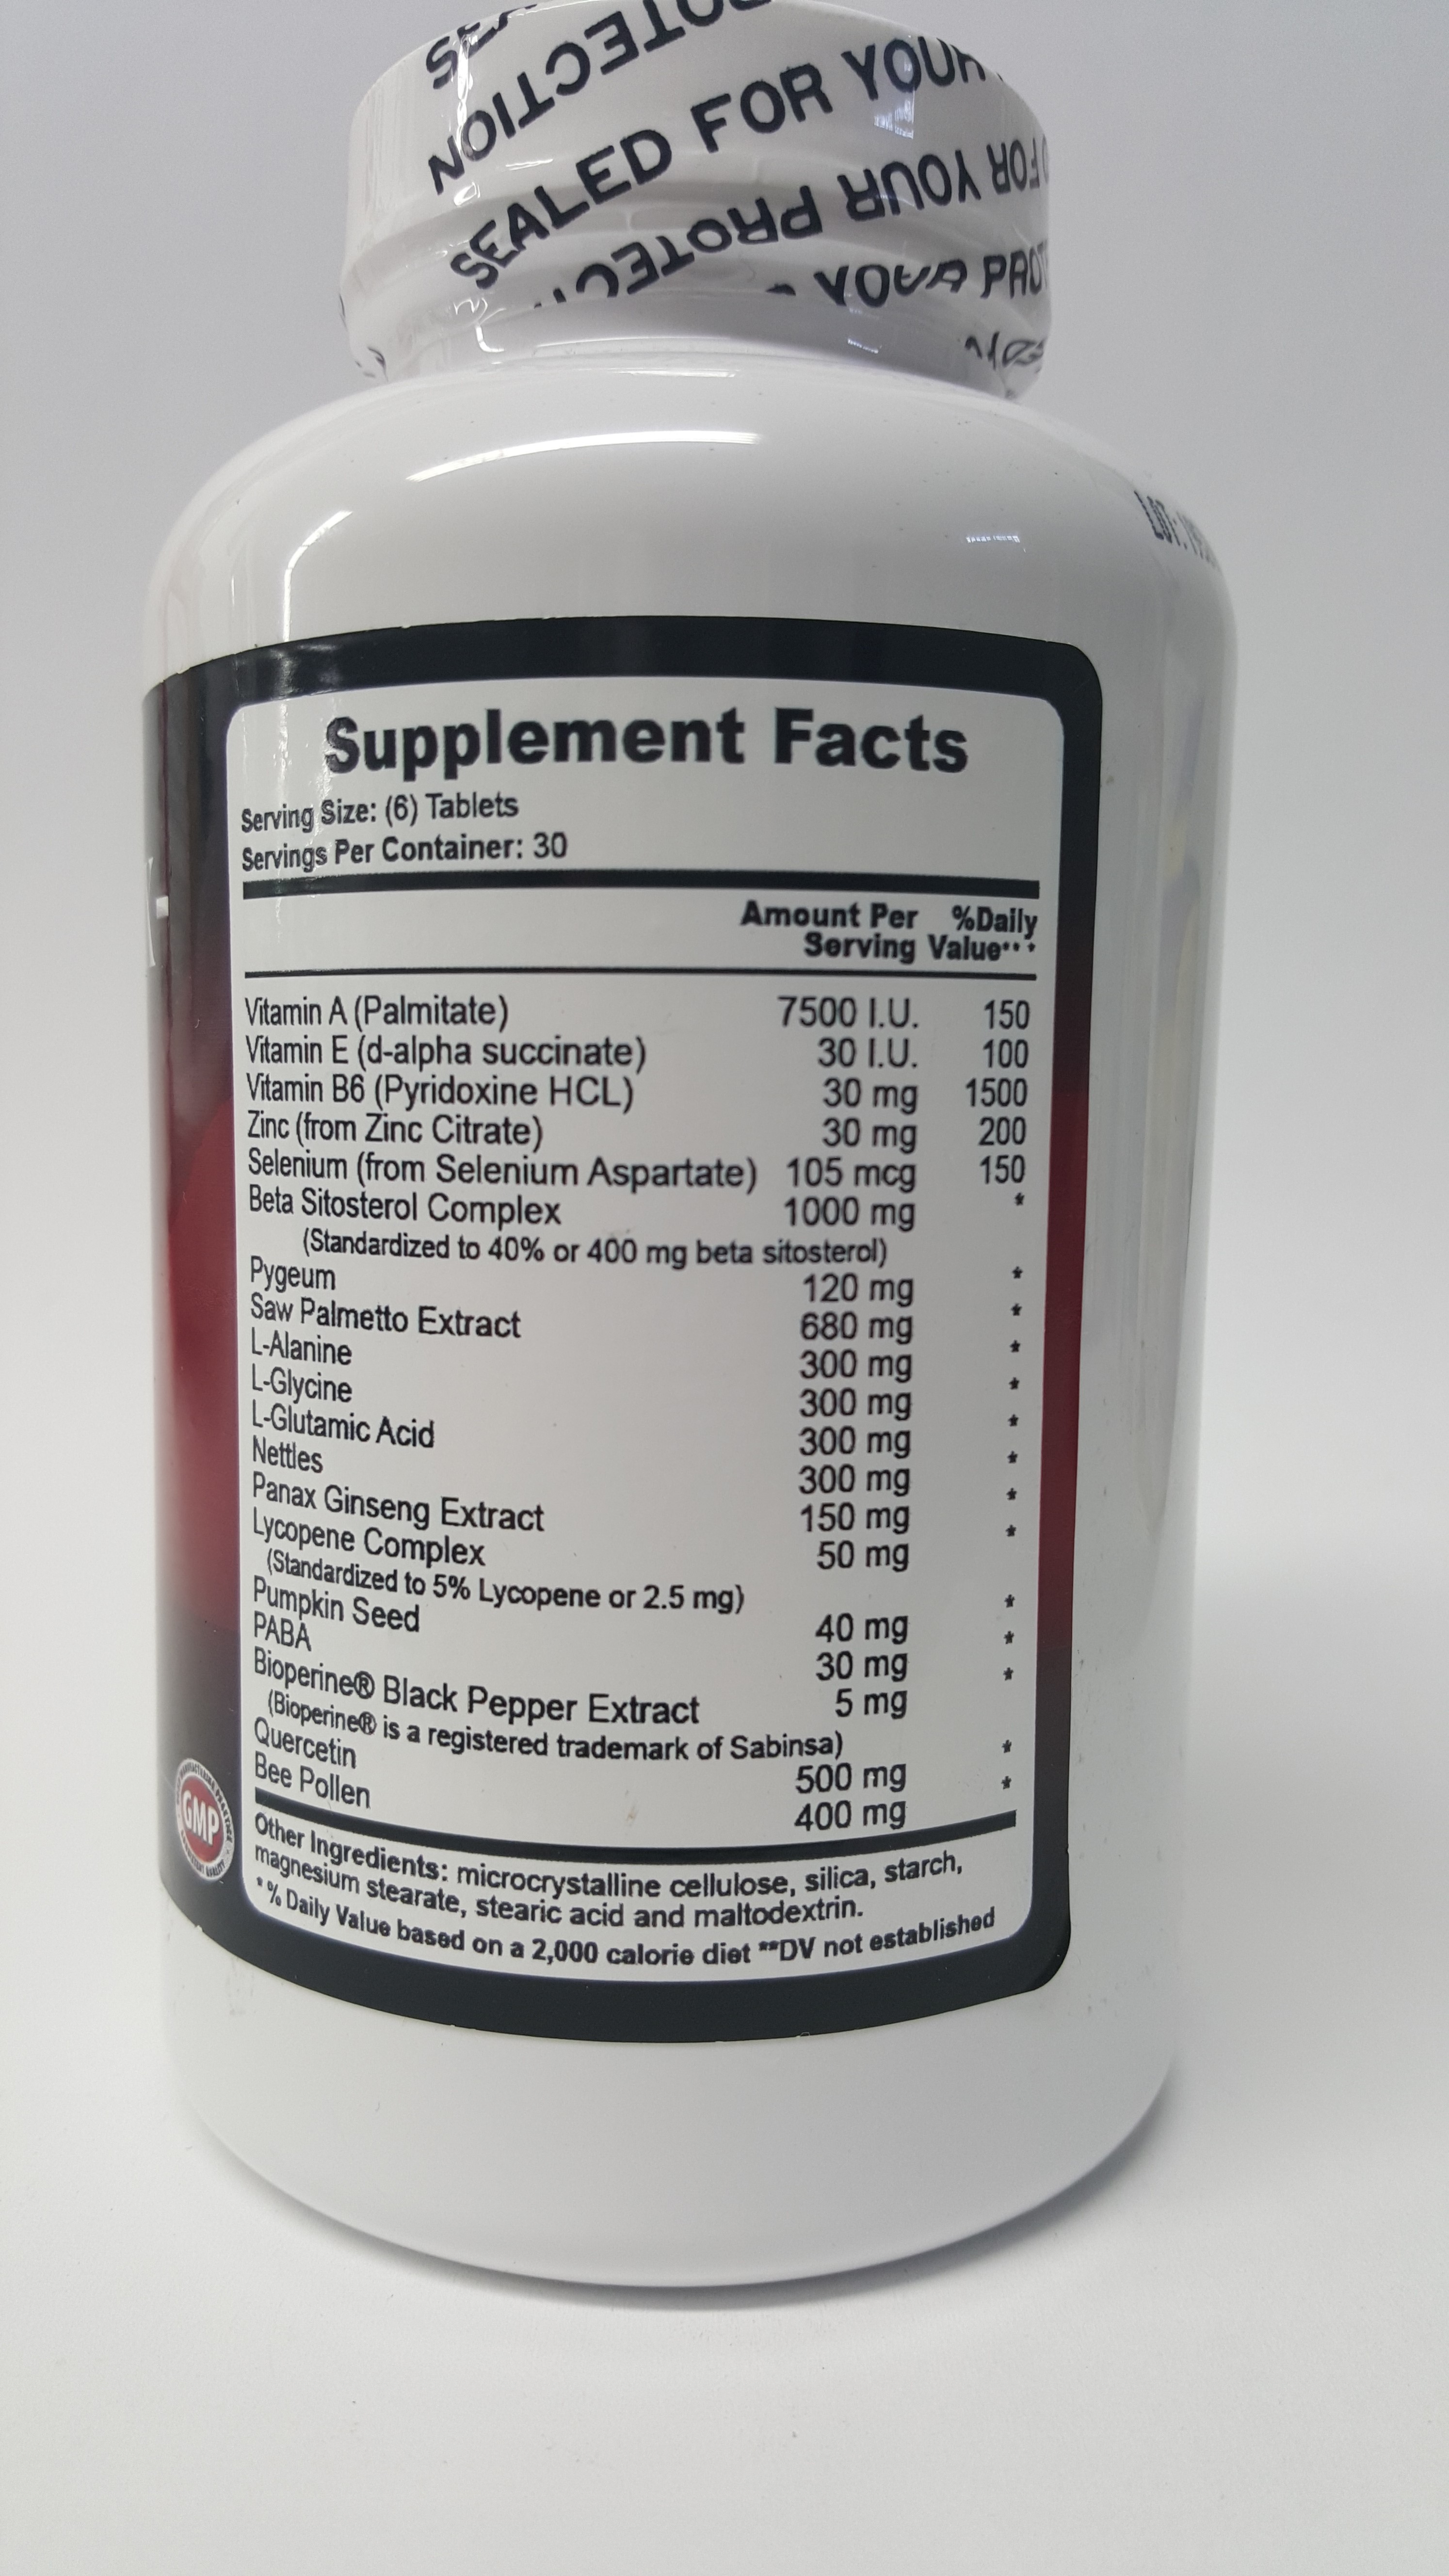 PROTECTION
SEALED FOR YOUR
FOR YOUR PROTEC
YOUR PROT
LOT:
Supplement Facts
Serving Size: (6) Tablets
Servings Per Container: 30
Amount Per %Daily
Serving Value***
Vitamin A (Palmitate) 7500 I.U. 150
Vitamin E (d-alpha succinate) 30 I.U. 100
Vitamin B6 (Pyridoxine HCL) 30 mg 1500
Zinc (from Zinc Citrate) 30 mg 200
Selenium (from Selenium Aspartate) 105 mcg 150
Beta Sitosterol Complex 1000 mg *
(Standardized to 40% or 400 mg beta sitosterol)
Pygeum 120 mg *
Saw Palmetto Extract 680 mg *
L-Alanine 300 mg *
L-Glycine 300 mg *
L-Glutamic Acid 300 mg *
Nettles 300 mg *
Panax Ginseng Extract 150 mg *
Lycopene Complex 50 mg *
(Standardized to 5% Lycopene or 2.5 mg)
Pumpkin Seed 40 mg *
PABA 30 mg *
Bioperine® Black Pepper Extract 5 mg *
(Bioperine® is a registered trademark of Sabinsa)
Quercetin 500 mg *
Bee Pollen 400 mg *
GMP
Other Ingredients: microcrystalline cellulose, silica, starch,
magnesium stearate, stearic acid and maltodextrin.
*% Daily Value based on a 2,000 calorie diet **DV not established